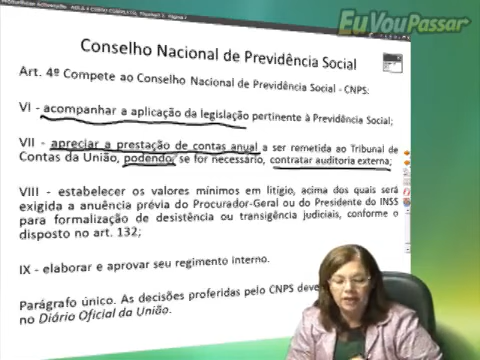 EuVouPassar
Conselho Nacional de Previdência Social
Art. 4º Compete ao Conselho Nacional de Previdência Social - CNPS:
VI - acompanhar a aplicação da legislação pertinente à Previdência Social;
VII - apreciar a prestação de contas anual a ser remetida ao Tribunal de
Contas da União, podendo, se for necessário, contratar auditoria externa;
VIII - estabelecer os valores mínimos em litígio, acima dos quais será
exigida a anuência prévia do Procurador-Geral ou do Presidente do INSS
para formalização de desistência ou transigência judiciais, conforme o
disposto no art. 132;
IX - elaborar e aprovar seu regimento interno.
Parágrafo único. As decisões proferidas pelo CNPS
no Diário Oficial da União.